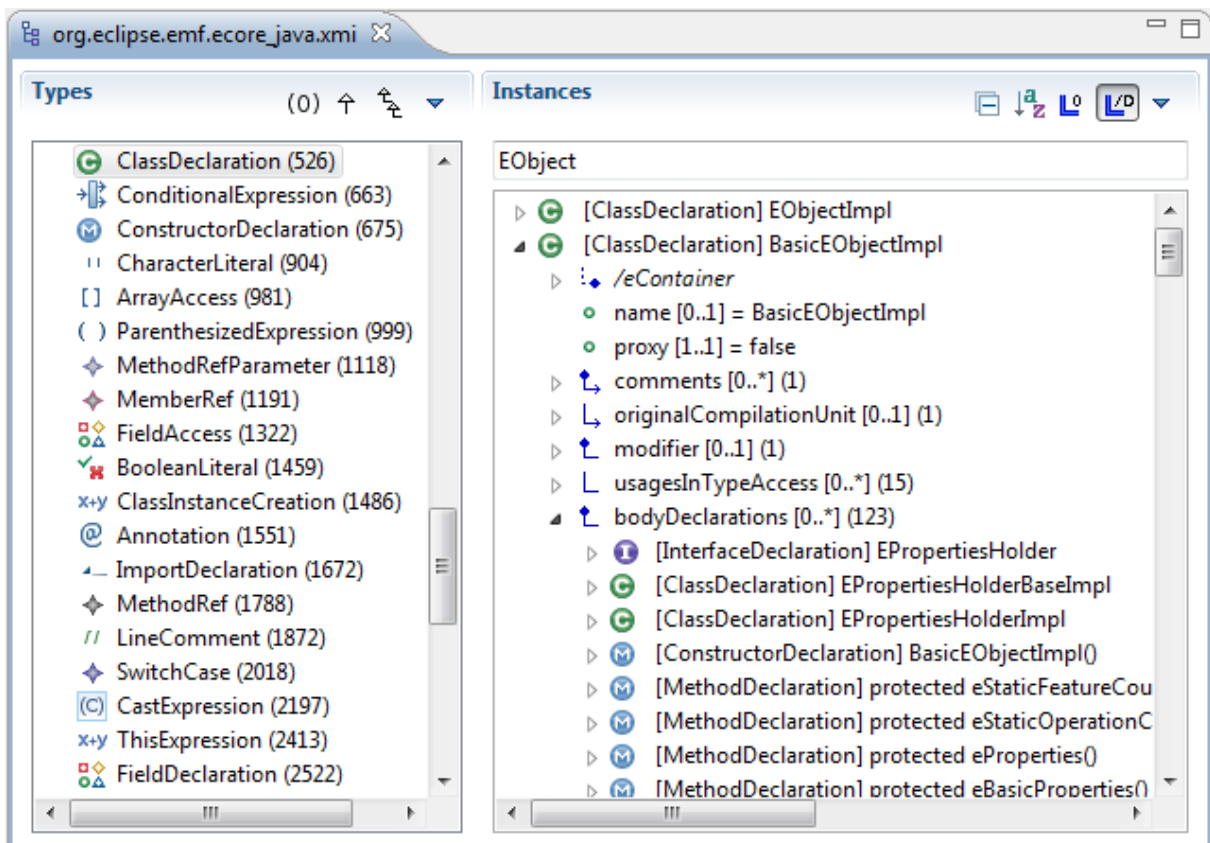 org.eclipse.emf.ecore_java.xmi
Types
(0)
ClassDeclaration (526)
ConditionalExpression (663)
ConstructorDeclaration (675)
CharacterLiteral (904)
ArrayAccess (981)
ParenthesizedExpression (999)
MethodRefParameter (1118)
MemberRef (1191)
FieldAccess (1322)
BooleanLiteral (1459)
ClassInstanceCreation (1486)
Annotation (1551)
ImportDeclaration (1672)
MethodRef (1788)
LineComment (1872)
SwitchCase (2018)
CastExpression (2197)
ThisExpression (2413)
FieldDeclaration (2522)
Instances
EObject
[ClassDeclaration] EObjectImpl
[ClassDeclaration] BasicEObjectImpl
/eContainer
name [0..1] = BasicEObjectImpl
proxy [1..1] = false
comments [0..*] (1)
originalCompilationUnit [0..1] (1)
modifier [0..1] (1)
usagesInTypeAccess [0..*] (15)
bodyDeclarations [0..*] (123)
[InterfaceDeclaration] EPropertiesHolder
[ClassDeclaration] EPropertiesHolderBaseImpl
[ClassDeclaration] EPropertiesHolderImpl
[ConstructorDeclaration] BasicEObjectImpl()
[MethodDeclaration] protected eStaticFeatureCou
[MethodDeclaration] protected eStaticOperationC
[MethodDeclaration] protected eProperties()
[MethodDeclaration] protected eBasicProperties()